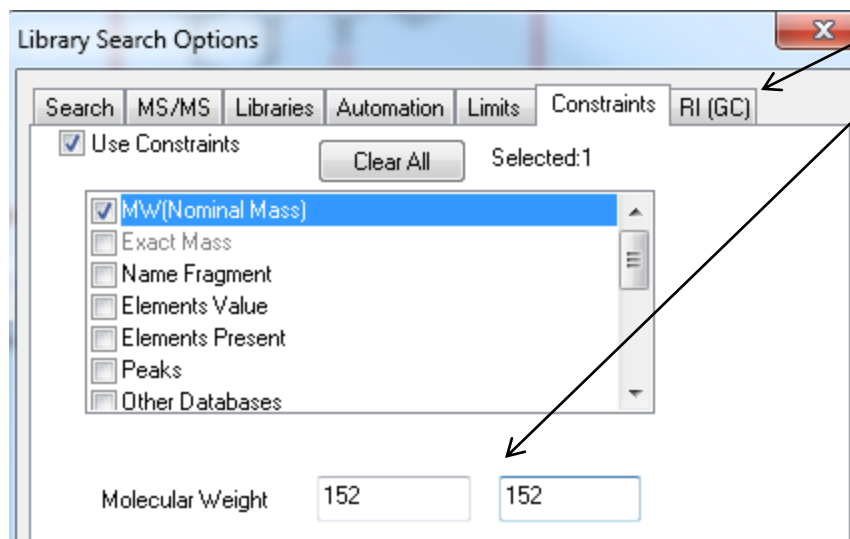 Library Search Options
Search MS/MS Libraries Automation Limits Constraints RI (GC)
Use Constraints Clear All Selected:1
MW(Nominal Mass)
Exact Mass
Name Fragment
Elements Value
Elements Present
Peaks
Other Databases
Molecular Weight 152 152